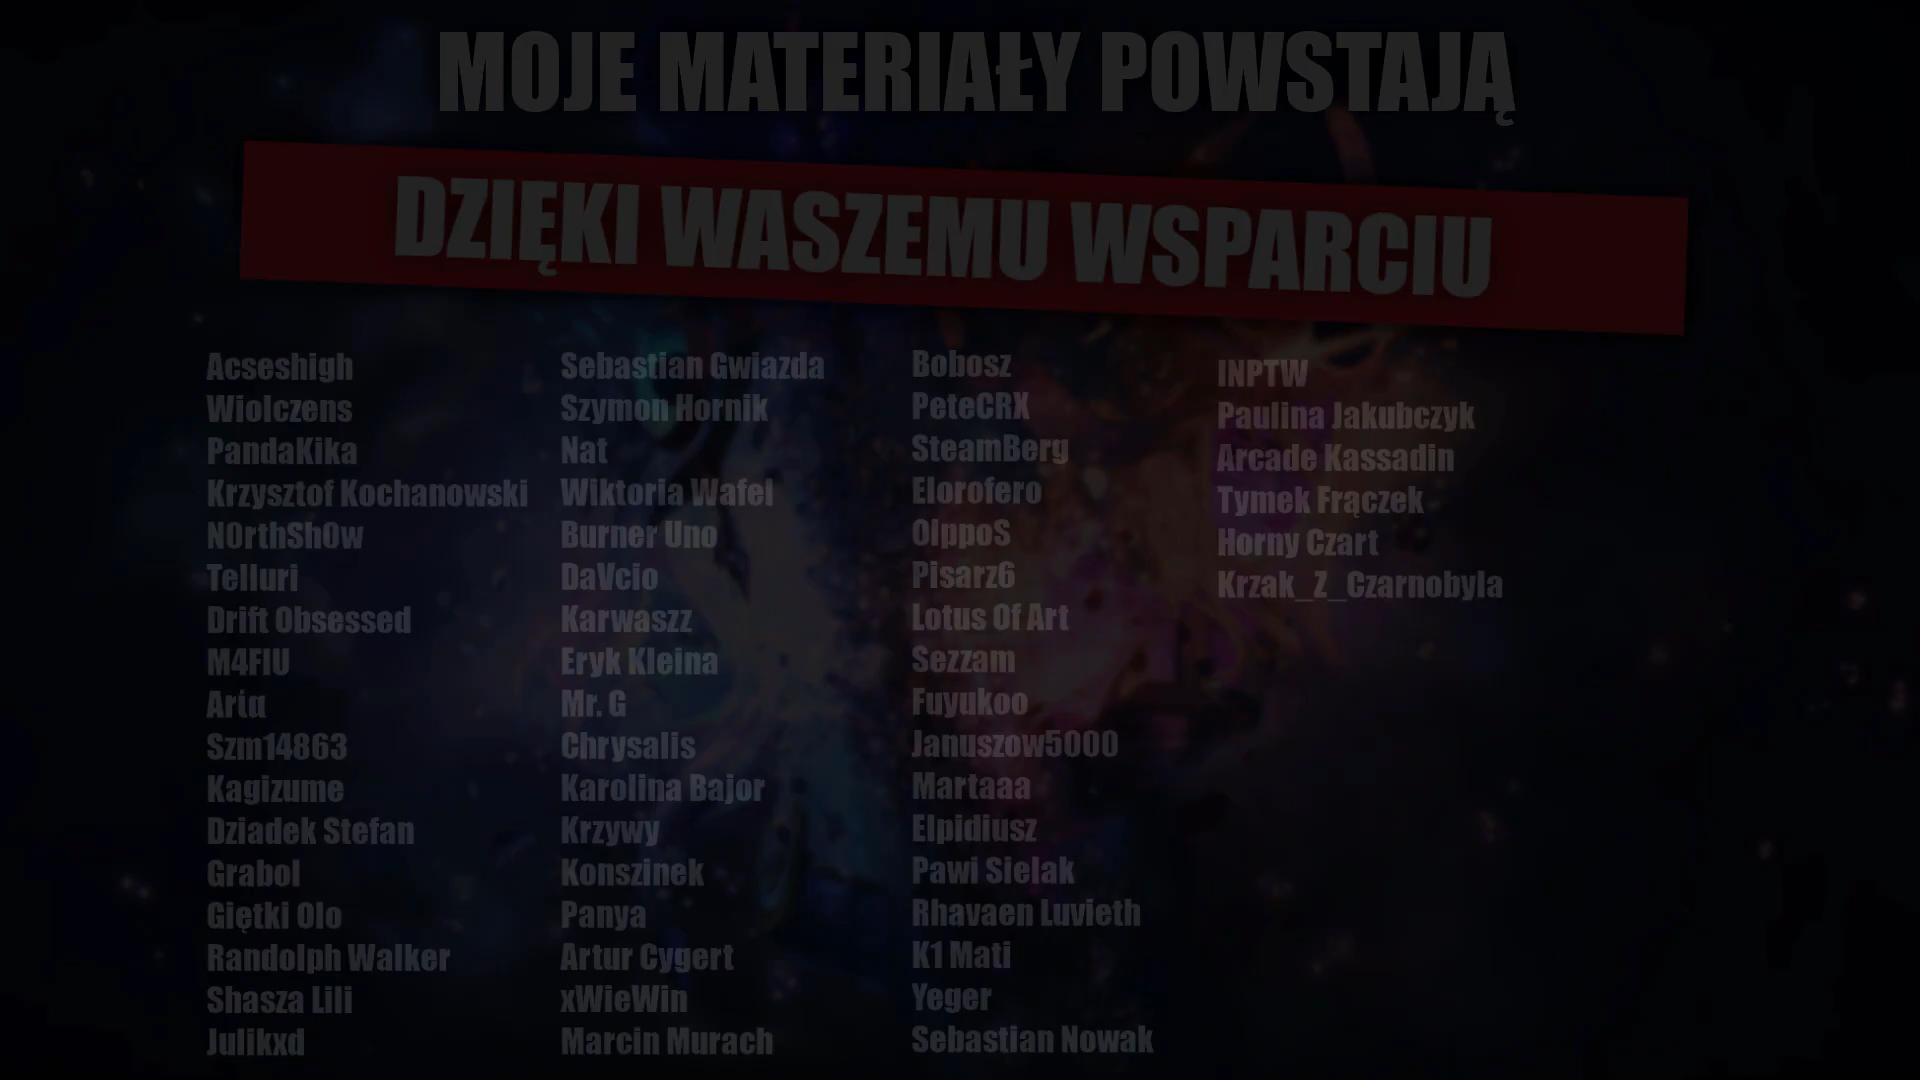 MOJE MATERIAŁY POWSTAJĄ
DZIĘKI WASZEMU WSPARCIU
Acseshigh
Wiolczens
PandaKika
Krzysztof Kochanowski
N0rthSh0w
Telluri
Drift Obsessed
M4FIU
Ariα
Szm14863
Kagizume
Dziadek Stefan
Grabol
Giętki Olo
Randolph Walker
Shasza Lili
Julikxd
Sebastian Gwiazda
Szymon Hornik
Nat
Wiktoria Wafel
Burner Uno
DaVcio
Karwaszz
Eryk Kleina
Mr. G
Chrysalis
Karolina Bajor
Krzywy
Konszinek
Panya
Artur Cygert
xWieWin
Marcin Murach
Bobosz
PeteCRX
SteamBerg
Elorofero
OlppoS
Pisarz6
Lotus Of Art
Sezzam
Fuyukoo
Januszow5000
Martaaa
Elpidiusz
Pawi Sielak
Rhavaen Luvieth
K1 Mati
Yeger
Sebastian Nowak
INPTW
Paulina Jakubczyk
Arcade Kassadin
Tymek Frączek
Horny Czart
Krzak_Z_Czarnobyla